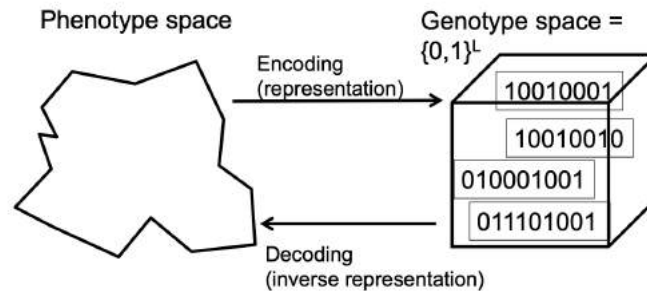 Phenotype space
Genotype space =
{0,1}ᴸ
Encoding
(representation)
10010001
10010010
010001001
011101001
Decoding
(inverse representation)